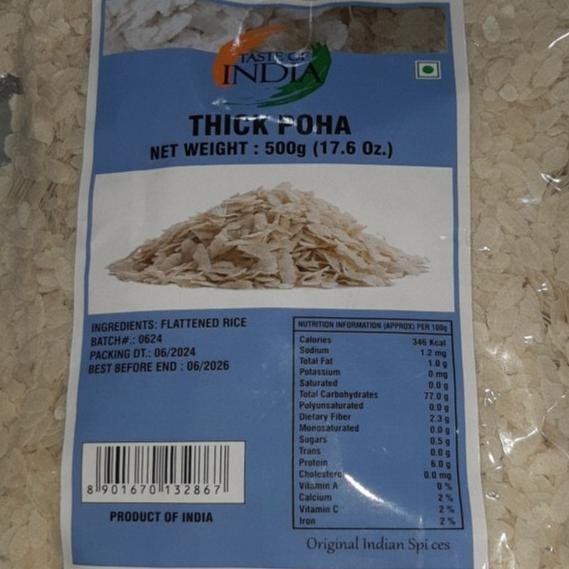 TASTE OF
INDIA
THICK POHA
NET WEIGHT : 500g (17.6 Oz.)
INGREDIENTS: FLATTENED RICE
BATCH#.: 0624
PACKING DT.: 06/2024
BEST BEFORE END : 06/2026
8 901670 132867
PRODUCT OF INDIA
NUTRITION INFORMATION (APPROX) PER 100g
Calories 346 Kcal
Sodium 1.2 mg
Total Fat 1.0 g
Potassium 0 mg
Saturated 0.0 g
Total Carbohydrates 77.0 g
Polyunsaturated 0.0 g
Dietary Fiber 2.3 g
Monosaturated 0.0 g
Sugars 0.5 g
Trans 0.0 g
Protein 6.0 g
Cholesterol 0.0 mg
Vitamin A 0 %
Calcium 2 %
Vitamin C 2 %
Iron 2 %
Original Indian Spices